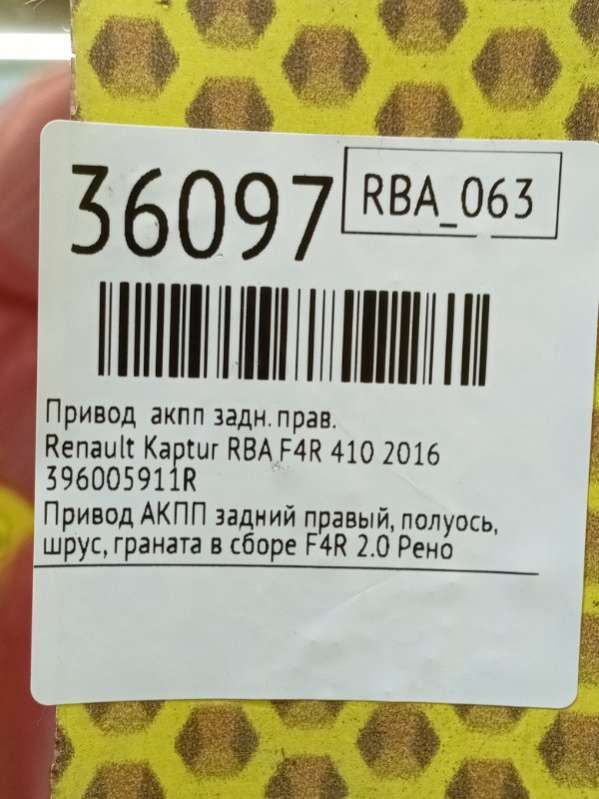 36097
RBA_063
Привод акпп задн. прав.
Renault Kaptur RBA F4R 410 2016
396005911R
Привод АКПП задний правый, полуось,
шрус, граната в сборе F4R 2.0 Рено